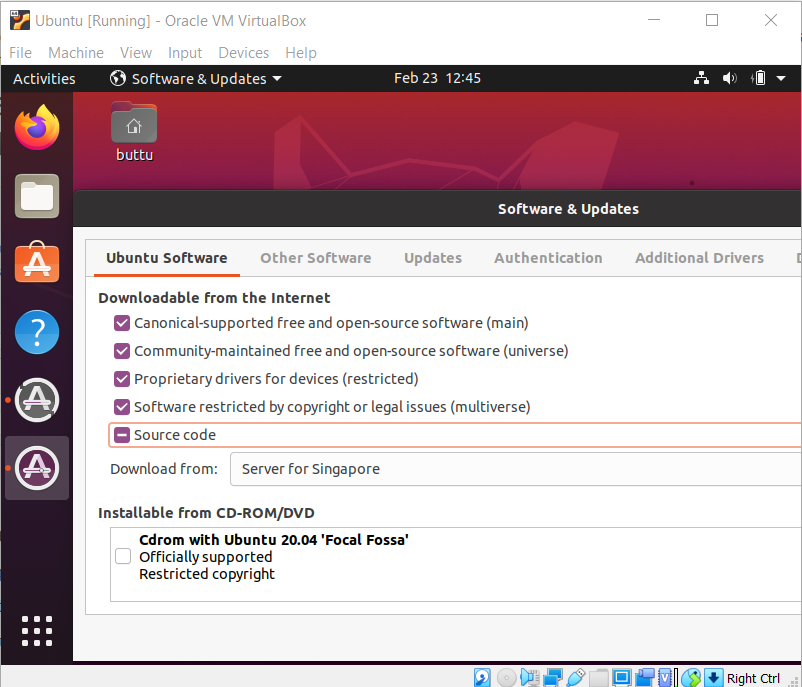 Ubuntu [Running] - Oracle VM VirtualBox
File Machine View Input Devices Help
Activities Software & Updates Feb 23 12:45
buttu
Software & Updates
Ubuntu Software Other Software Updates Authentication Additional Drivers
Downloadable from the Internet
Canonical-supported free and open-source software (main)
Community-maintained free and open-source software (universe)
Proprietary drivers for devices (restricted)
Software restricted by copyright or legal issues (multiverse)
Source code
Download from: Server for Singapore
Installable from CD-ROM/DVD
Cdrom with Ubuntu 20.04 'Focal Fossa'
Officially supported
Restricted copyright
Right Ctrl